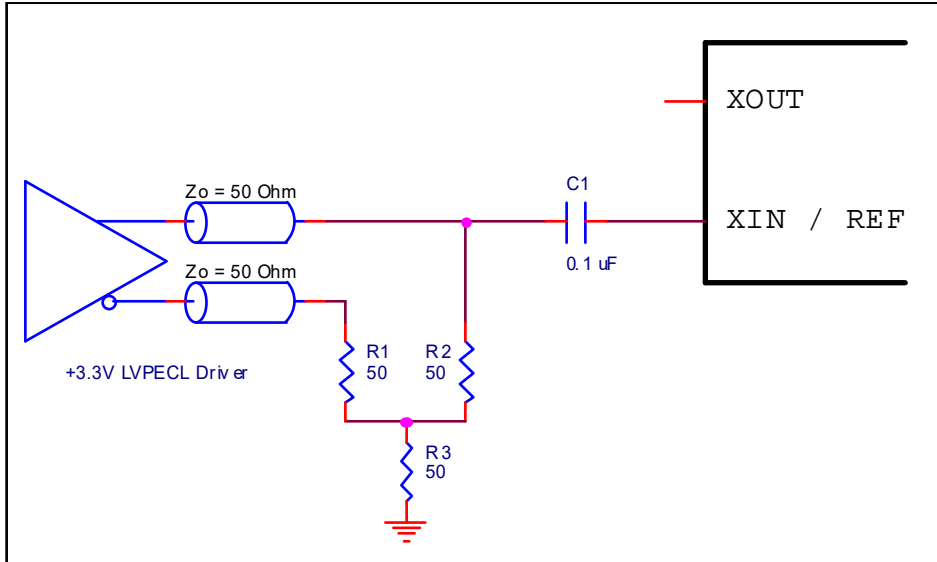 XOUT
Zo = 50 Ohm
C1
XIN / REF
0.1 uF
Zo = 50 Ohm
R1
50
R2
50
+3.3V LVPECL Driver
R3
50